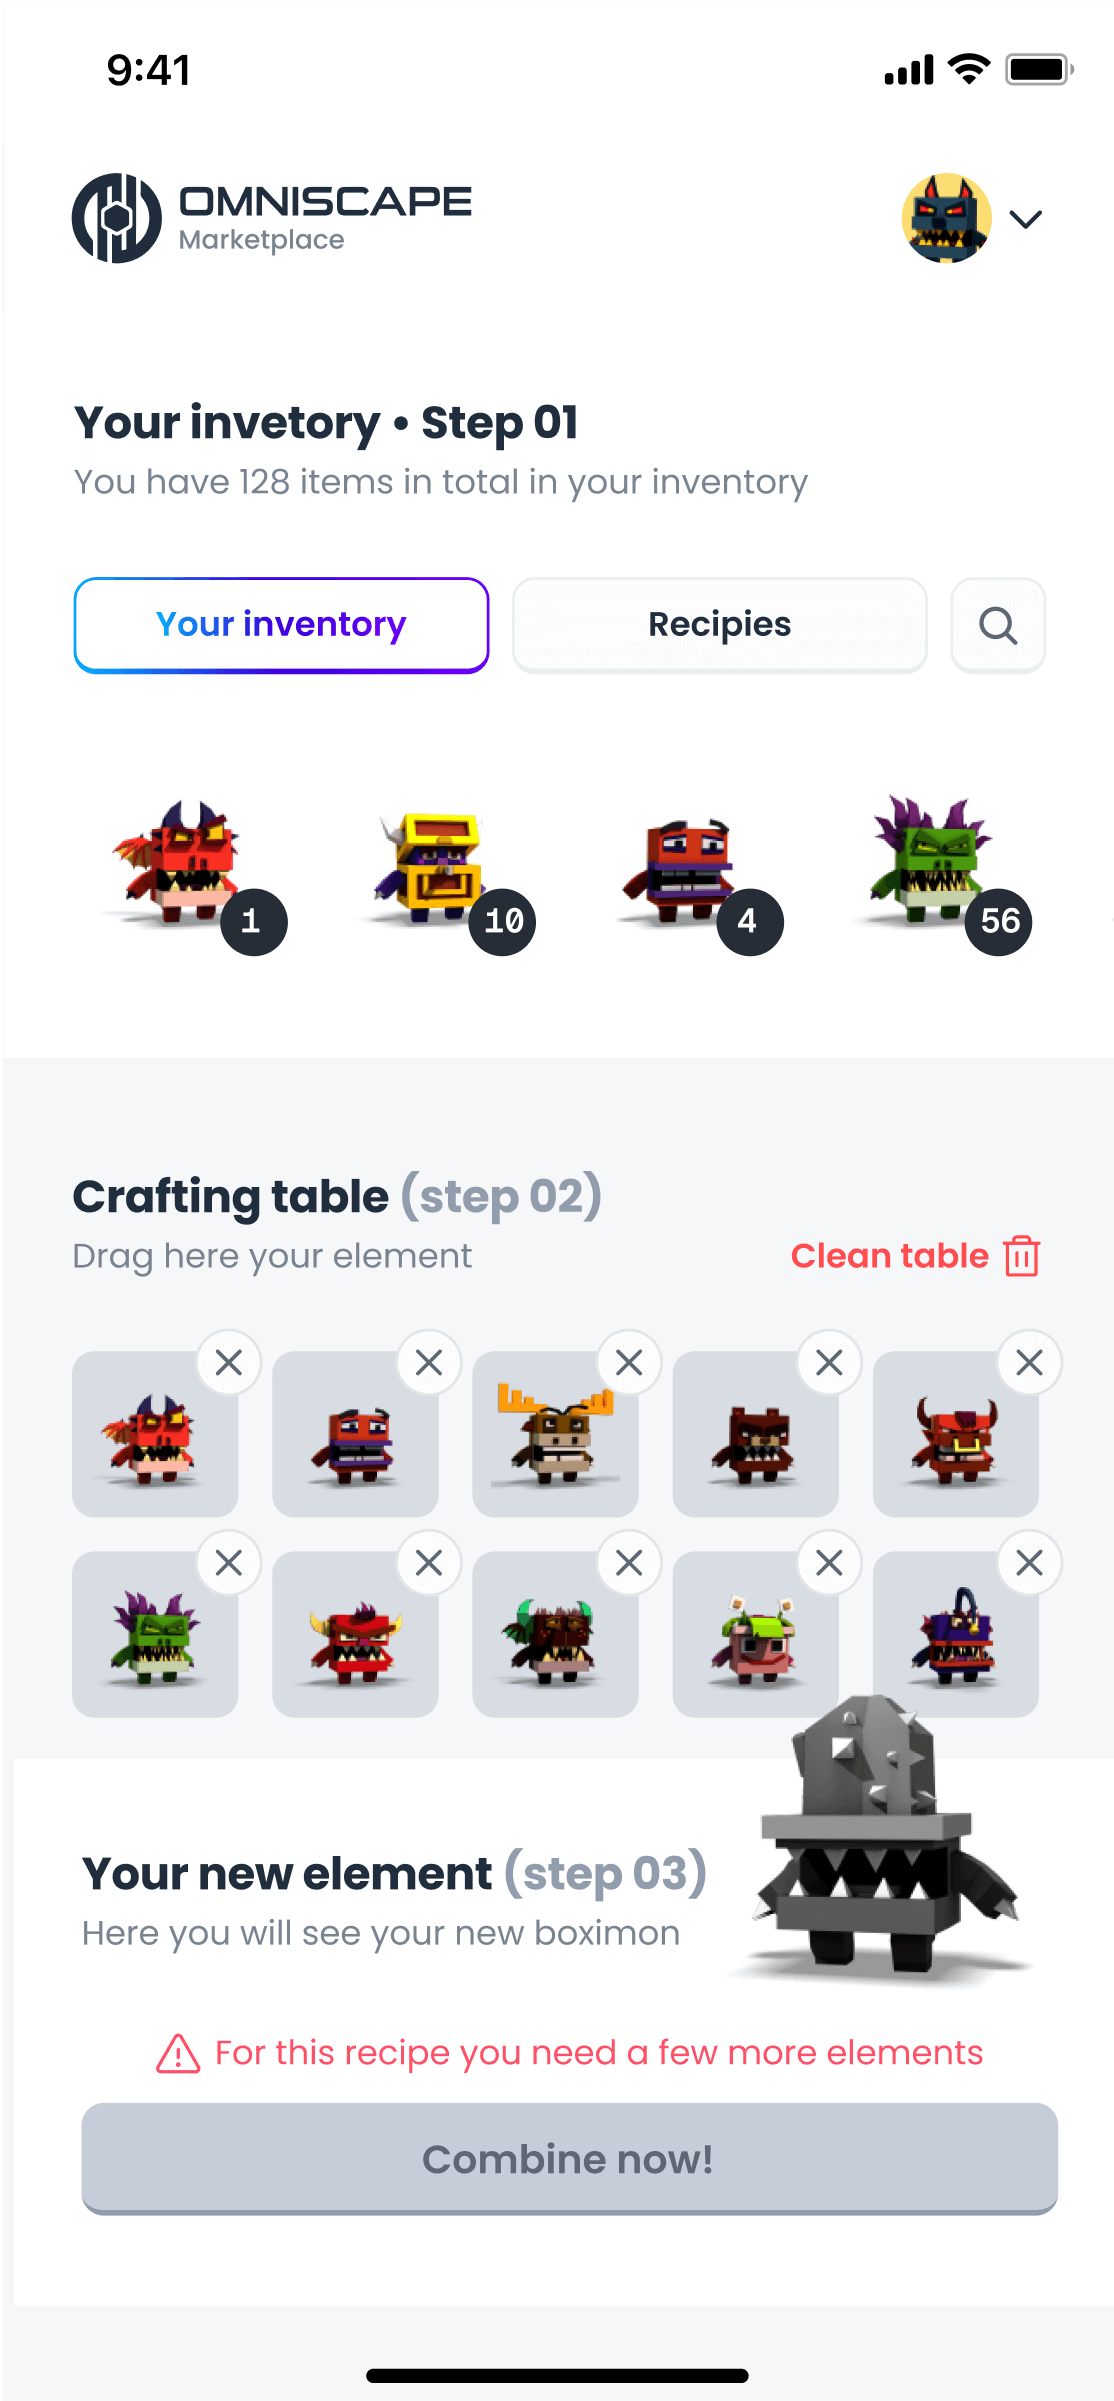 9:41
OMNISCAPE
Marketplace
Your invetory • Step 01
You have 128 items in total in your inventory
Your inventory
Recipies
1
10
4
56
Crafting table (step 02)
Drag here your element
Clean table
Your new element (step 03)
Here you will see your new boximon
For this recipe you need a few more elements
Combine now!